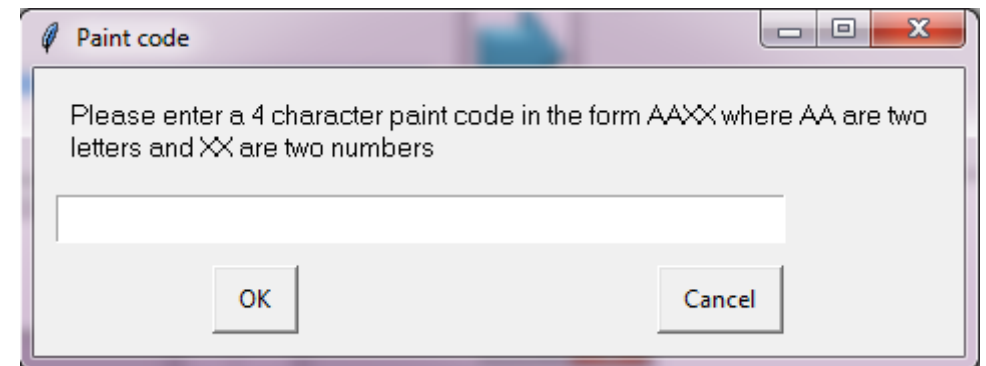 Paint code
Please enter a 4 character paint code in the form AAXX where AA are two
letters and XX are two numbers
OK
Cancel